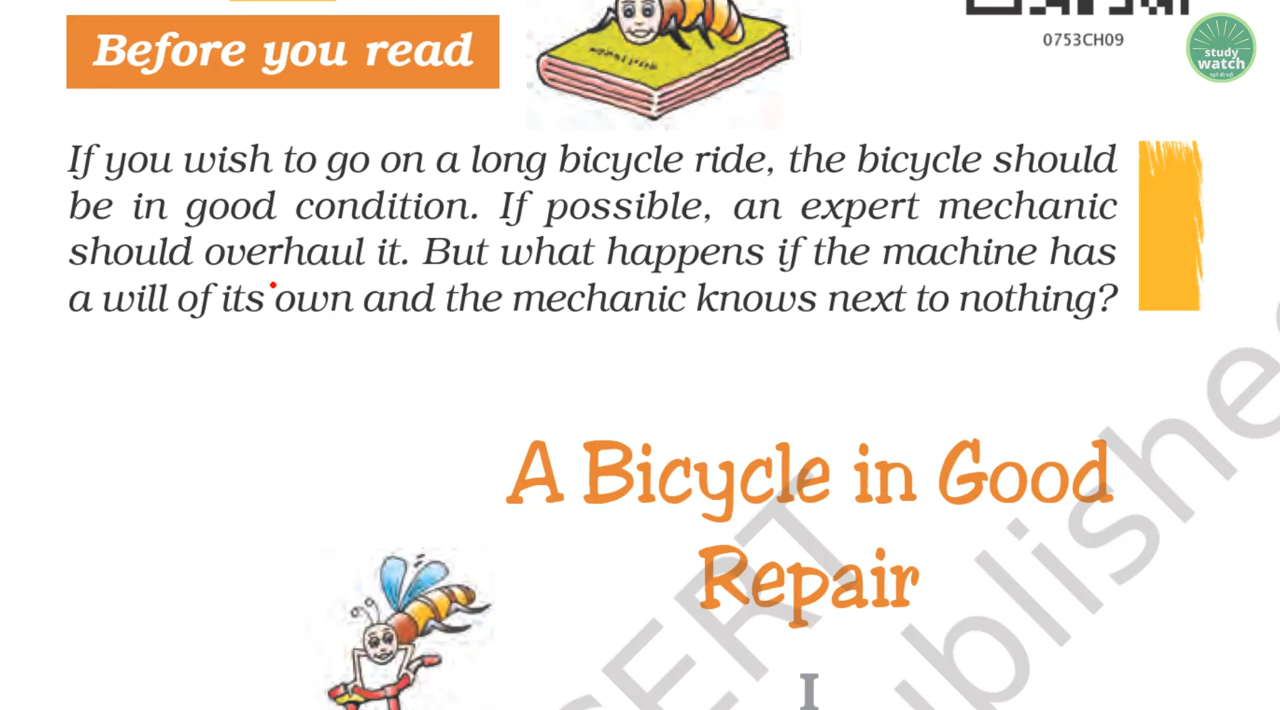 Before you read
0753CH09
study
watch
If you wish to go on a long bicycle ride, the bicycle should
be in good condition. If possible, an expert mechanic
should overhaul it. But what happens if the machine has
a will of its own and the mechanic knows next to nothing?
A Bicycle in Good
Repair
I